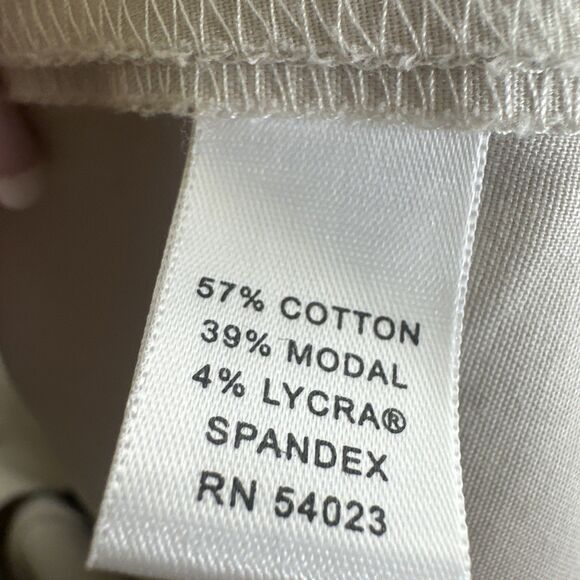 57% COTTON
39% MODAL
4% LYCRA®
SPANDEX
RN 54023